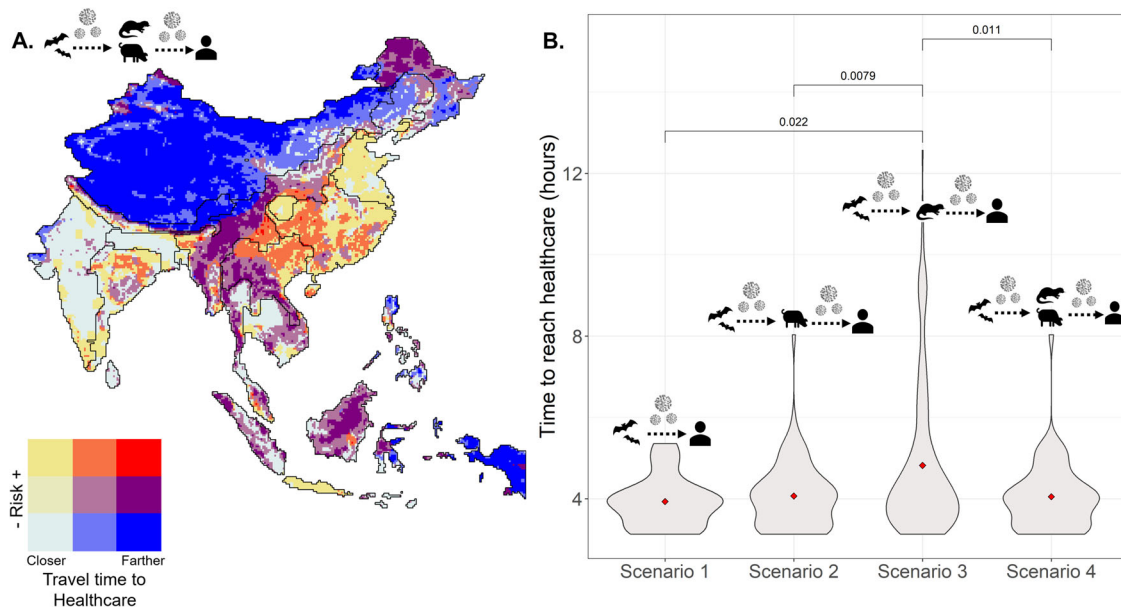 A.
- Risk +
Closer
Farther
Travel time to
Healthcare
B.
Time to reach healthcare (hours)
12
8
4
0.011
0.0079
0.022
Scenario 1
Scenario 2
Scenario 3
Scenario 4